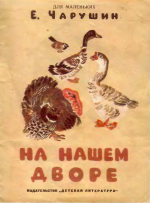 ДЛЯ МАЛЕНЬКИХ
Е. ЧАРУШИН
НА НАШЕМ
ДВОРЕ
ИЗДАТЕЛЬСТВО "ДЕТСКАЯ ЛИТЕРАТУРА"